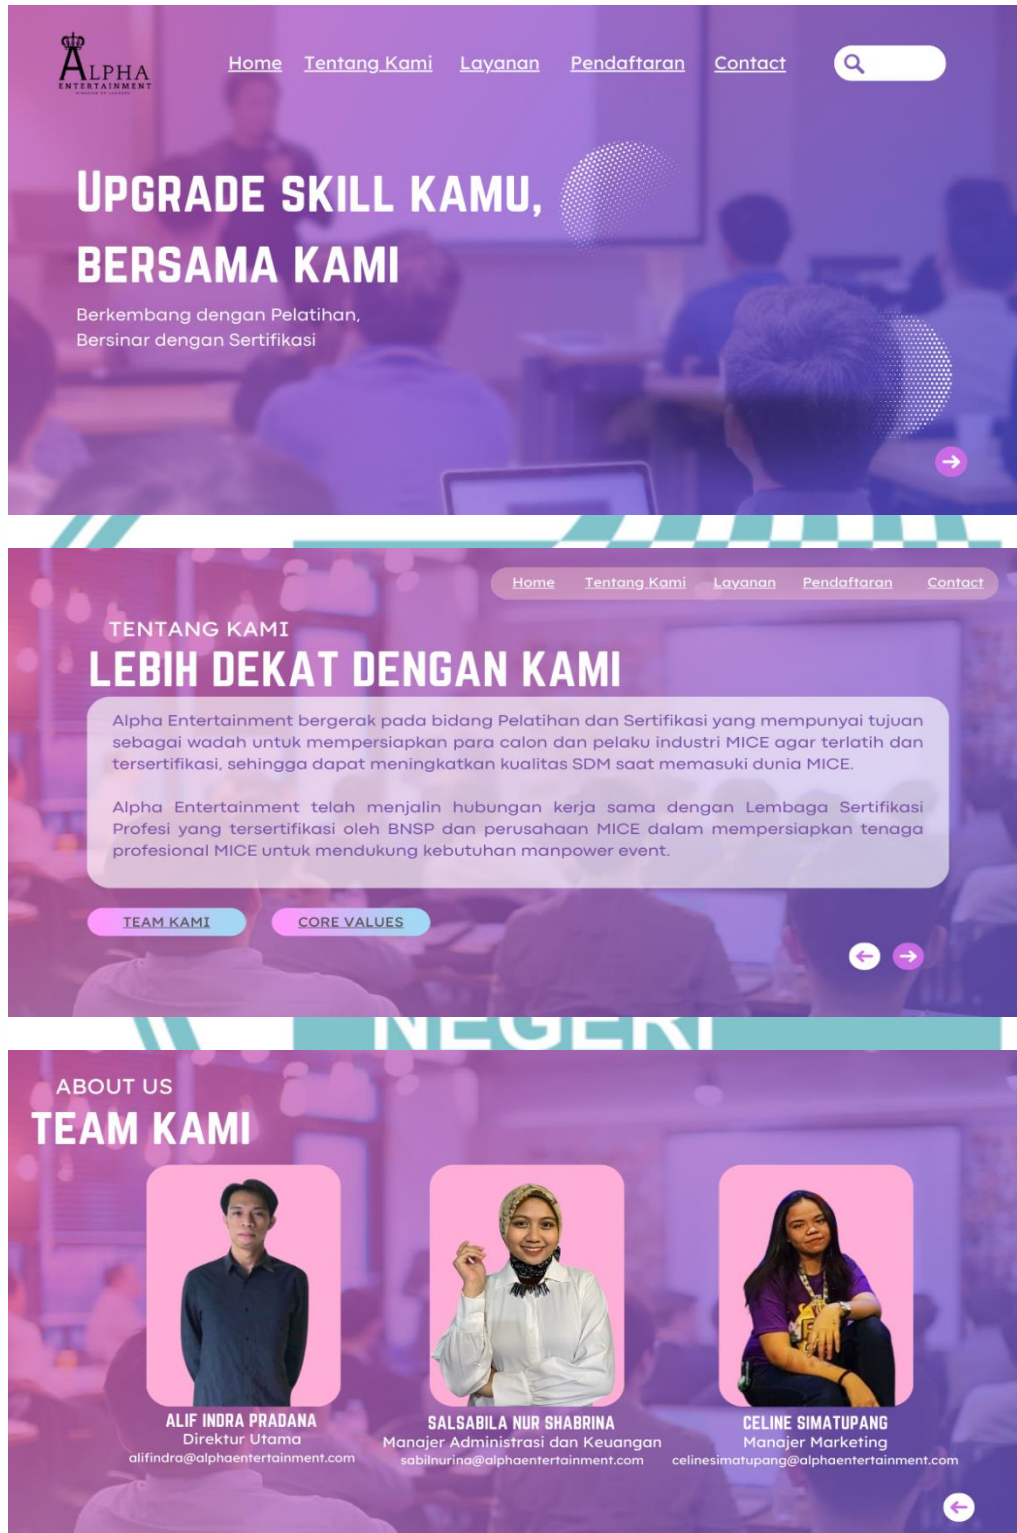 ALPHA
ENTERTAINMENT
Home Tentang Kami Layanan Pendaftaran Contact
UPGRADE SKILL KAMU,
BERSAMA KAMI
Berkembang dengan Pelatihan,
Bersinar dengan Sertifikasi
Home Tentang Kami Layanan Pendaftaran Contact
TENTANG KAMI
LEBIH DEKAT DENGAN KAMI
Alpha Entertainment bergerak pada bidang Pelatihan dan Sertifikasi yang mempunyai tujuan
sebagai wadah untuk mempersiapkan para calon dan pelaku industri MICE agar terlatih dan
tersertifikasi, sehingga dapat meningkatkan kualitas SDM saat memasuki dunia MICE.
Alpha Entertainment telah menjalin hubungan kerja sama dengan Lembaga Sertifikasi
Profesi yang tersertifikasi oleh BNSP dan perusahaan MICE dalam mempersiapkan tenaga
profesional MICE untuk mendukung kebutuhan manpower event.
TEAM KAMI CORE VALUES
NEGERI
ABOUT US
TEAM KAMI
ALIF INDRA PRADANA
Direktur Utama
alifindra@alphaentertainment.com
SALSABILA NUR SHABRINA
Manajer Administrasi dan Keuangan
sabilnurina@alphaentertainment.com
CELINE SIMATUPANG
Manajer Marketing
celinesimatupang@alphaentertainment.com